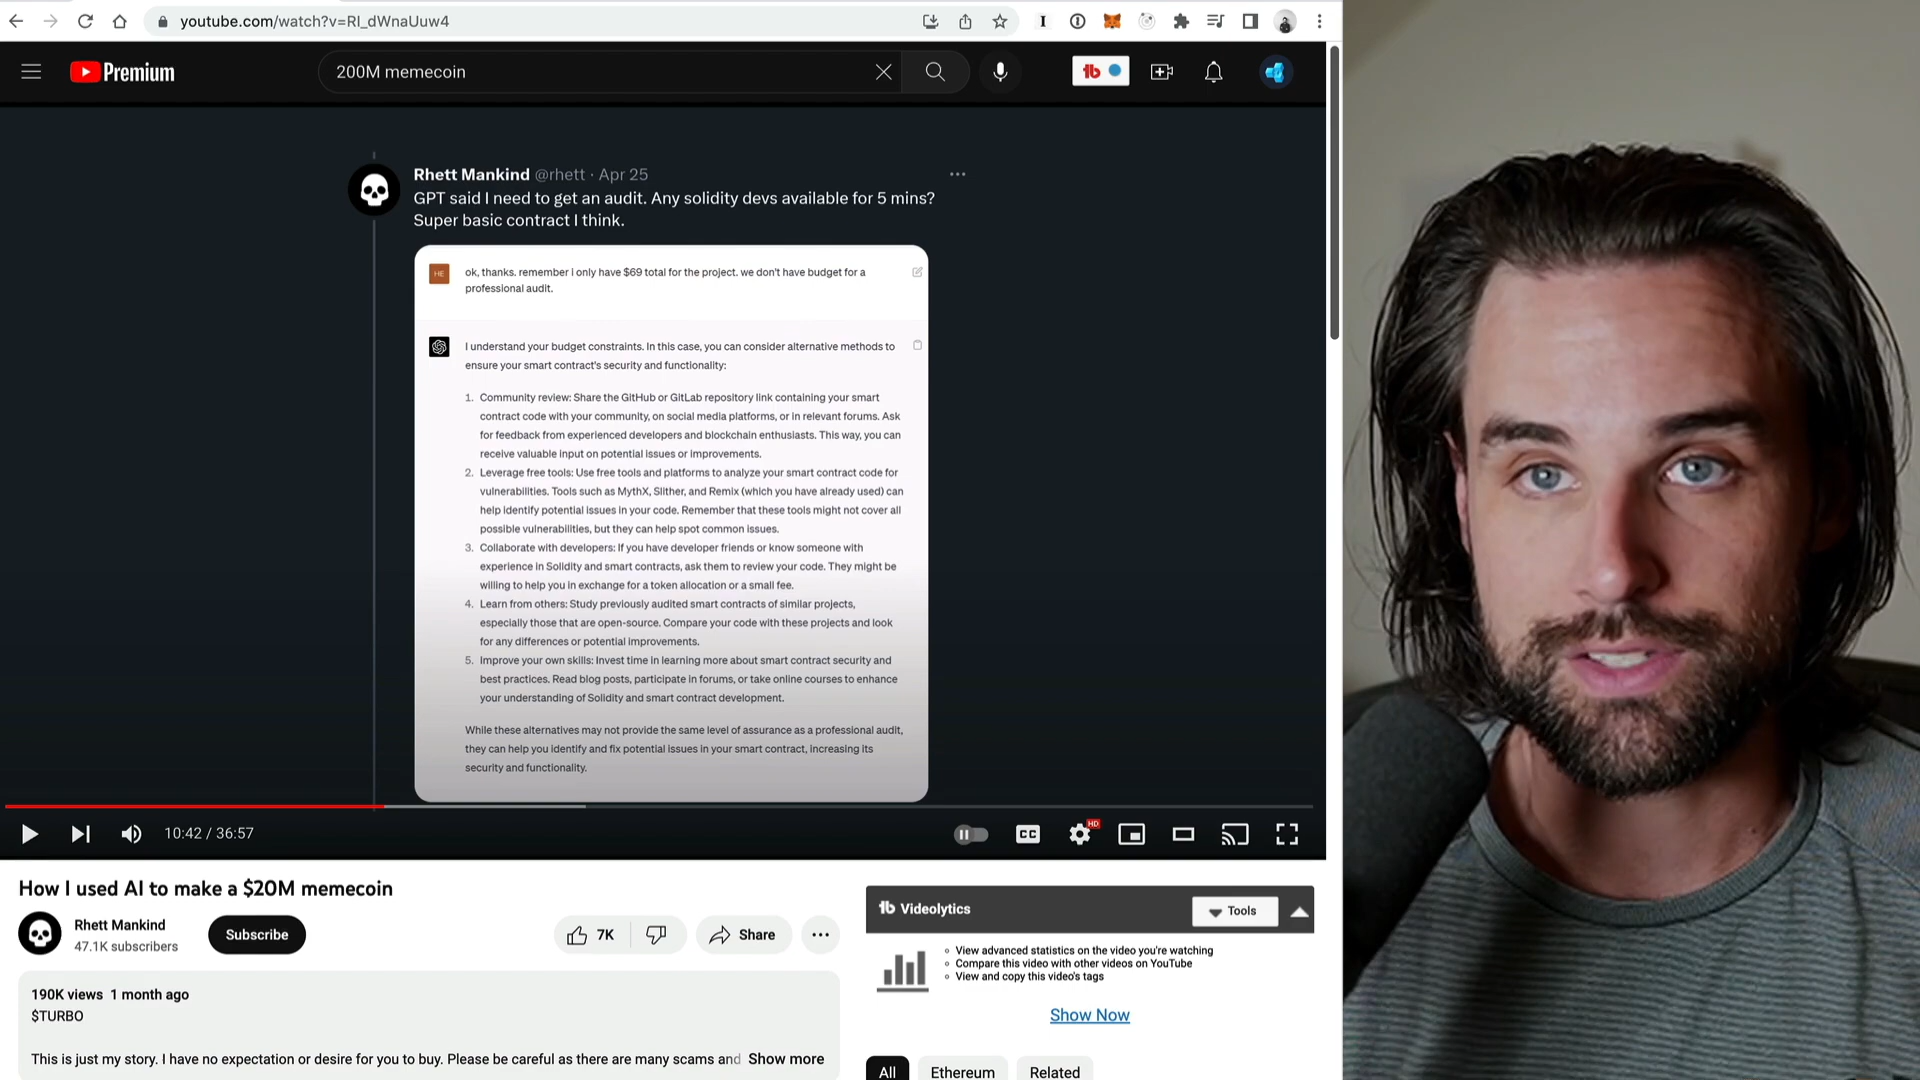 youtube.com/watch?v=RI_dWnaUuw4
Premium
200M memecoin
Rhett Mankind @rhett · Apr 25
GPT said I need to get an audit. Any solidity devs available for 5 mins?
Super basic contract I think.
HE
ok, thanks. remember i only have $69 total for the project. we don't have budget for a
professional audit.
I understand your budget constraints. In this case, you can consider alternative methods to
ensure your smart contract's security and functionality:
1. Community review: Share the GitHub or GitLab repository link containing your smart
contract code with your community, on social media platforms, or in relevant forums. Ask
for feedback from experienced developers and blockchain enthusiasts. This way, you can
receive valuable input on potential issues or improvements.
2. Leverage free tools: Use free tools and platforms to analyze your smart contract code for
vulnerabilities. Tools such as MythX, Slither, and Remix (which you have already used) can
help identify potential issues in your code. Remember that these tools might not cover all
possible vulnerabilities, but they can help spot common issues.
3. Collaborate with developers: If you have developer friends or know someone with
experience in Solidity and smart contracts, ask them to review your code. They might be
willing to help you in exchange for a token allocation or a small fee.
4. Learn from others: Study previously audited smart contracts of similar projects,
especially those that are open-source. Compare your code with these projects and look
for any differences or potential improvements.
5. Improve your own skills: Invest time in learning more about smart contract security and
best practices. Read blog posts, participate in forums, or take online courses to enhance
your understanding of Solidity and smart contract development.
While these alternatives may not provide the same level of assurance as a professional audit,
they can help you identify and fix potential issues in your smart contract, increasing its
security and functionality.
10:42 / 36:57
CC
HD
How I used AI to make a $20M memecoin
Rhett Mankind
47.1K subscribers
Subscribe
7K
Share
190K views 1 month ago
$TURBO
This is just my story. I have no expectation or desire for you to buy. Please be careful as there are many scams and Show more
Videolytics
Tools
View advanced statistics on the video you're watching
Compare this video with other videos on YouTube
View and copy this video's tags
Show Now
All
Ethereum
Related